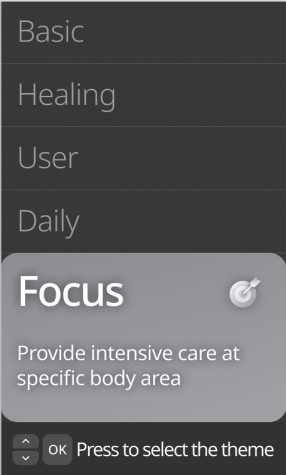 Basic
Healing
User
Daily
Focus
Provide intensive care at
specific body area
OK Press to select the theme